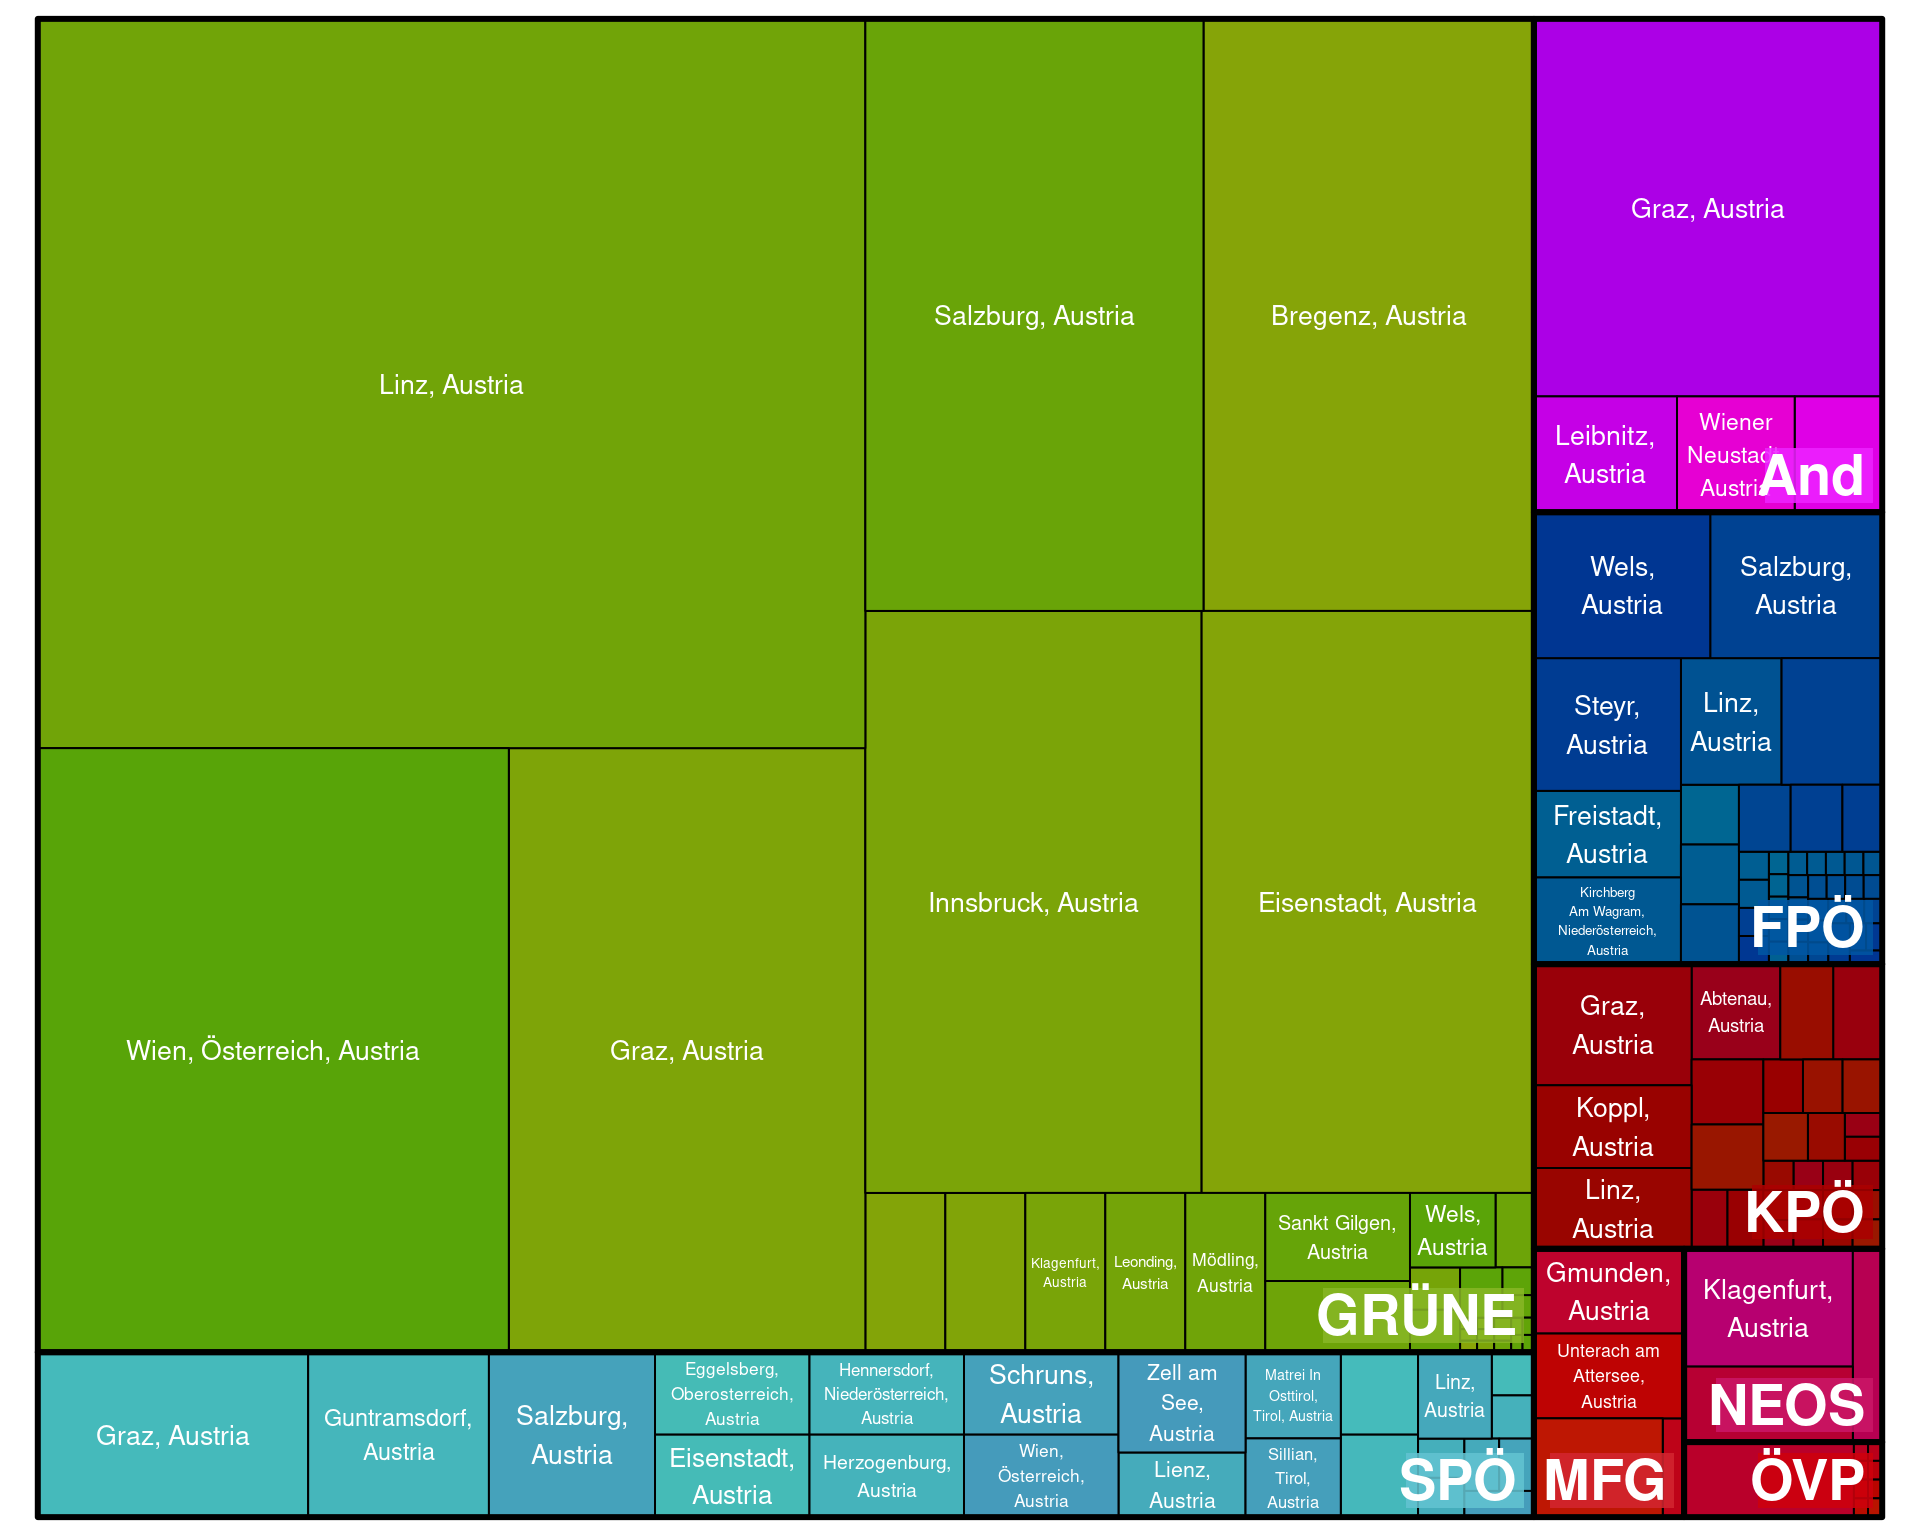 Linz, Austria
Salzburg, Austria
Bregenz, Austria
Wien, Österreich, Austria
Graz, Austria
Innsbruck, Austria
Eisenstadt, Austria
Klagenfurt,
Austria
Leonding,
Austria
Mödling,
Austria
Sankt Gilgen,
Austria
Wels,
Austria
GRÜNE
Graz, Austria
Guntramsdorf,
Austria
Salzburg,
Austria
Eggelsberg,
Oberosterreich,
Austria
Eisenstadt,
Austria
Hennersdorf,
Niederösterreich,
Austria
Herzogenburg,
Austria
Schruns,
Austria
Wien,
Österreich,
Austria
Zell am
See,
Austria
Lienz,
Austria
Matrei In
Osttirol,
Tirol, Austria
Sillian,
Tirol,
Austria
Linz,
Austria
SPÖ
Graz, Austria
Leibnitz,
Austria
Wiener
Neustadt,
Austria
And
Wels,
Austria
Salzburg,
Austria
Steyr,
Austria
Linz,
Austria
Freistadt,
Austria
Kirchberg
Am Wagram,
Niederösterreich,
Austria
FPÖ
Graz,
Austria
Abtenau,
Austria
Koppl,
Austria
Linz,
Austria
KPÖ
Gmunden,
Austria
Unterach am
Attersee,
Austria
MFG
Klagenfurt,
Austria
NEOS
ÖVP